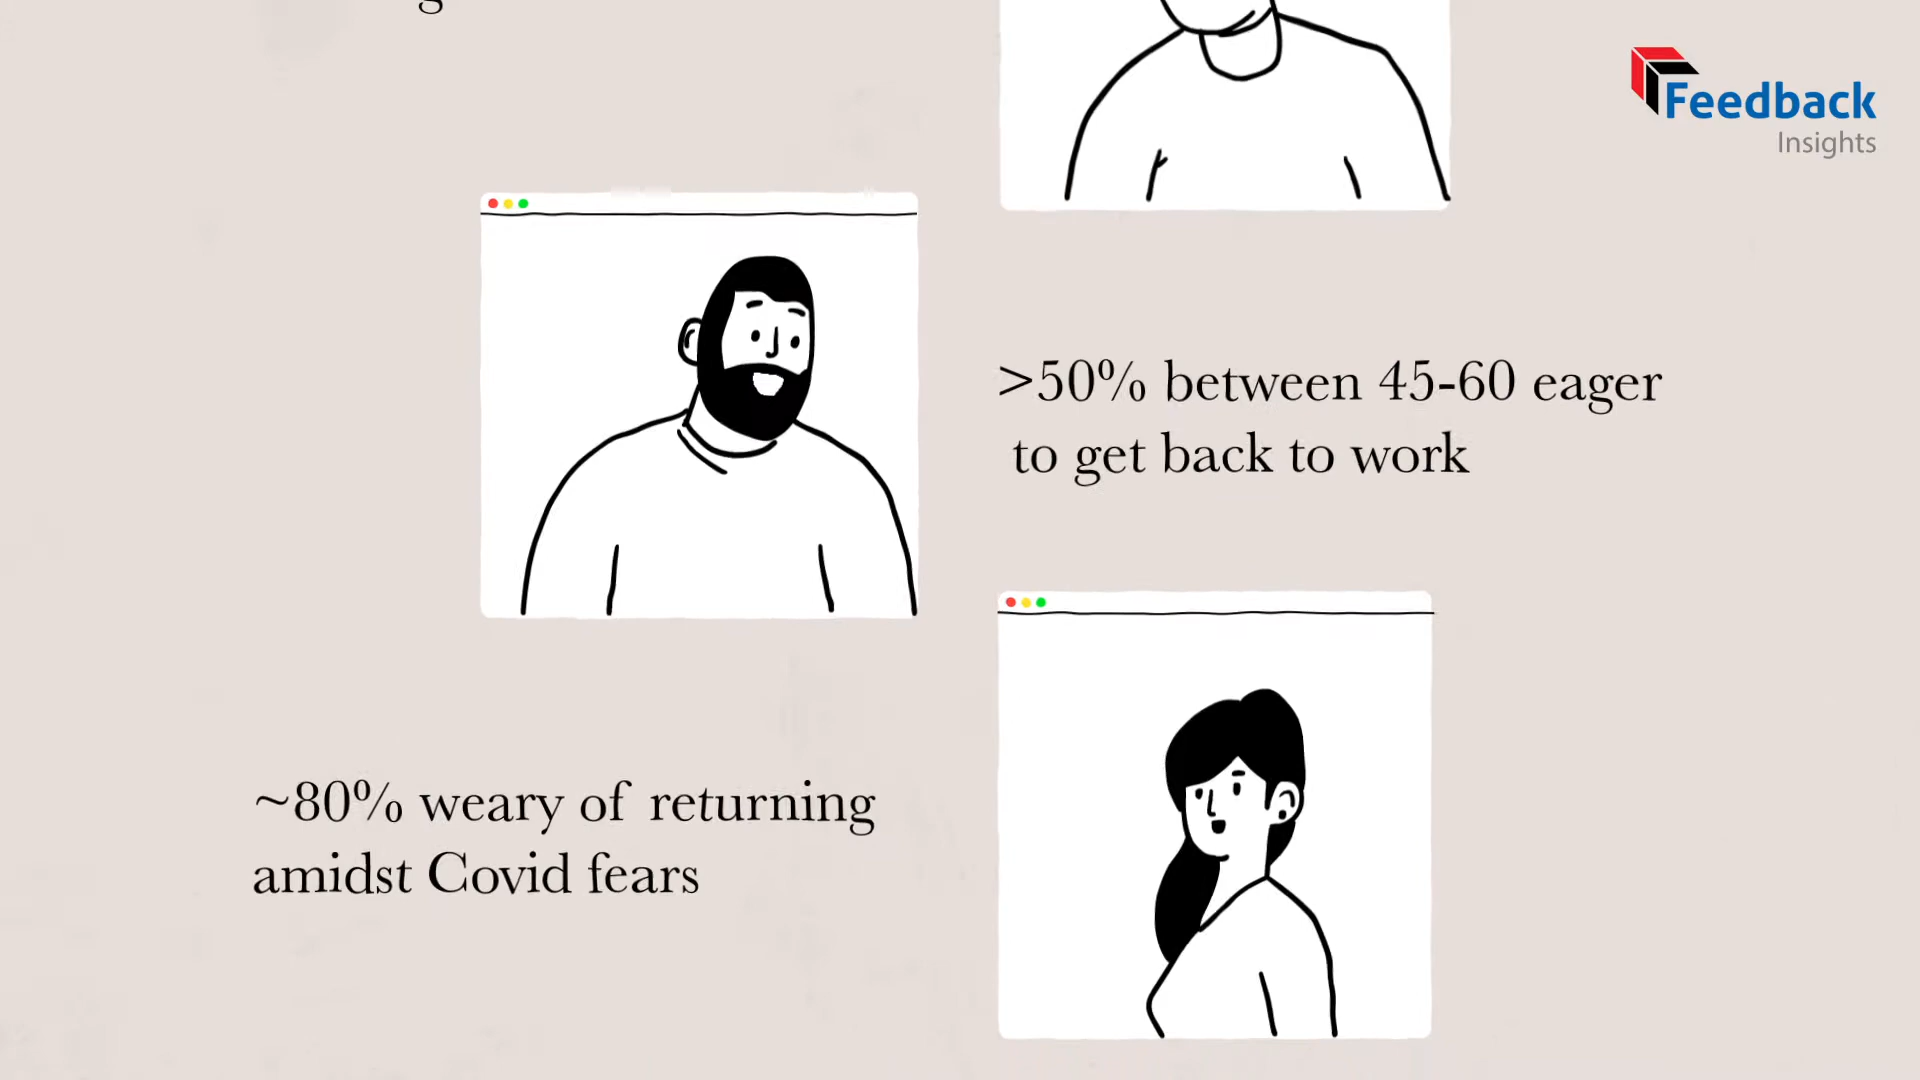 Feedback
Insights
>50% between 45-60 eager
to get back to work
~80% weary of returning
amidst Covid fears